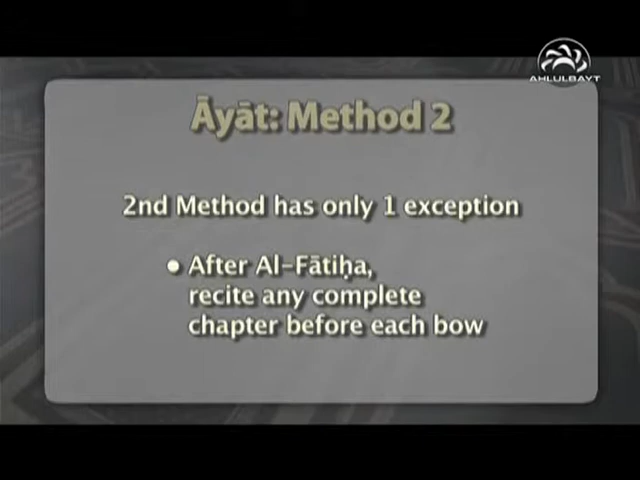 AHLULBAYT
Āyāt: Method 2
2nd Method has only 1 exception
• After Al-Fātiḥa,
recite any complete
chapter before each bow